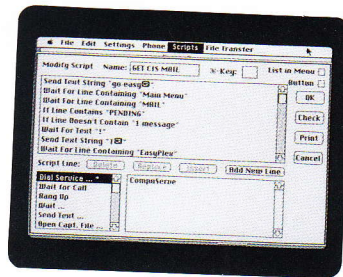 File Edit Settings Phone Scripts File Transfer
Modify Script Name: GET CIS MAIL ⌘-Key: List in Menu
Button
Send Text String "go easy
Wait For Line Containing "Main Menu"
Wait For Line Containing "MAIL"
If Line Contains "PENDING"
If Line Doesn't Contain "1 message"
Wait For Text "!"
Send Text String "1
Wait For Line Containing "EasyPlex"
OK
Check
Print
Cancel
Script Line: Delete Replace Insert Add New Line
Dial Service ... *
Wait for Call
Hang Up
Wait ...
Send Text ...
Open Capt. File ...
CompuServe